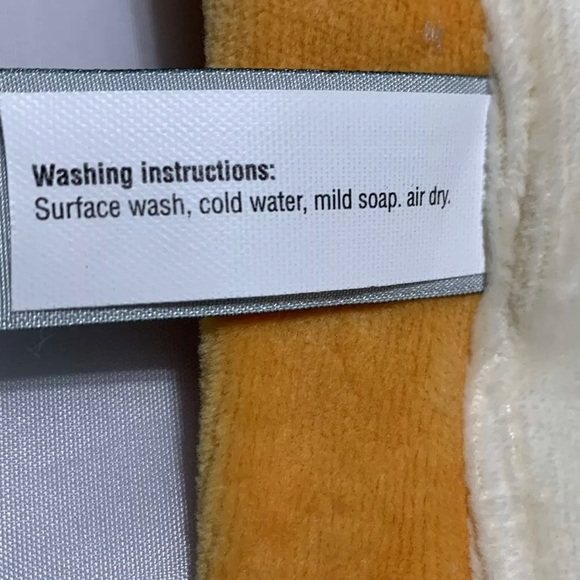 Washing instructions:
Surface wash, cold water, mild soap. air dry.